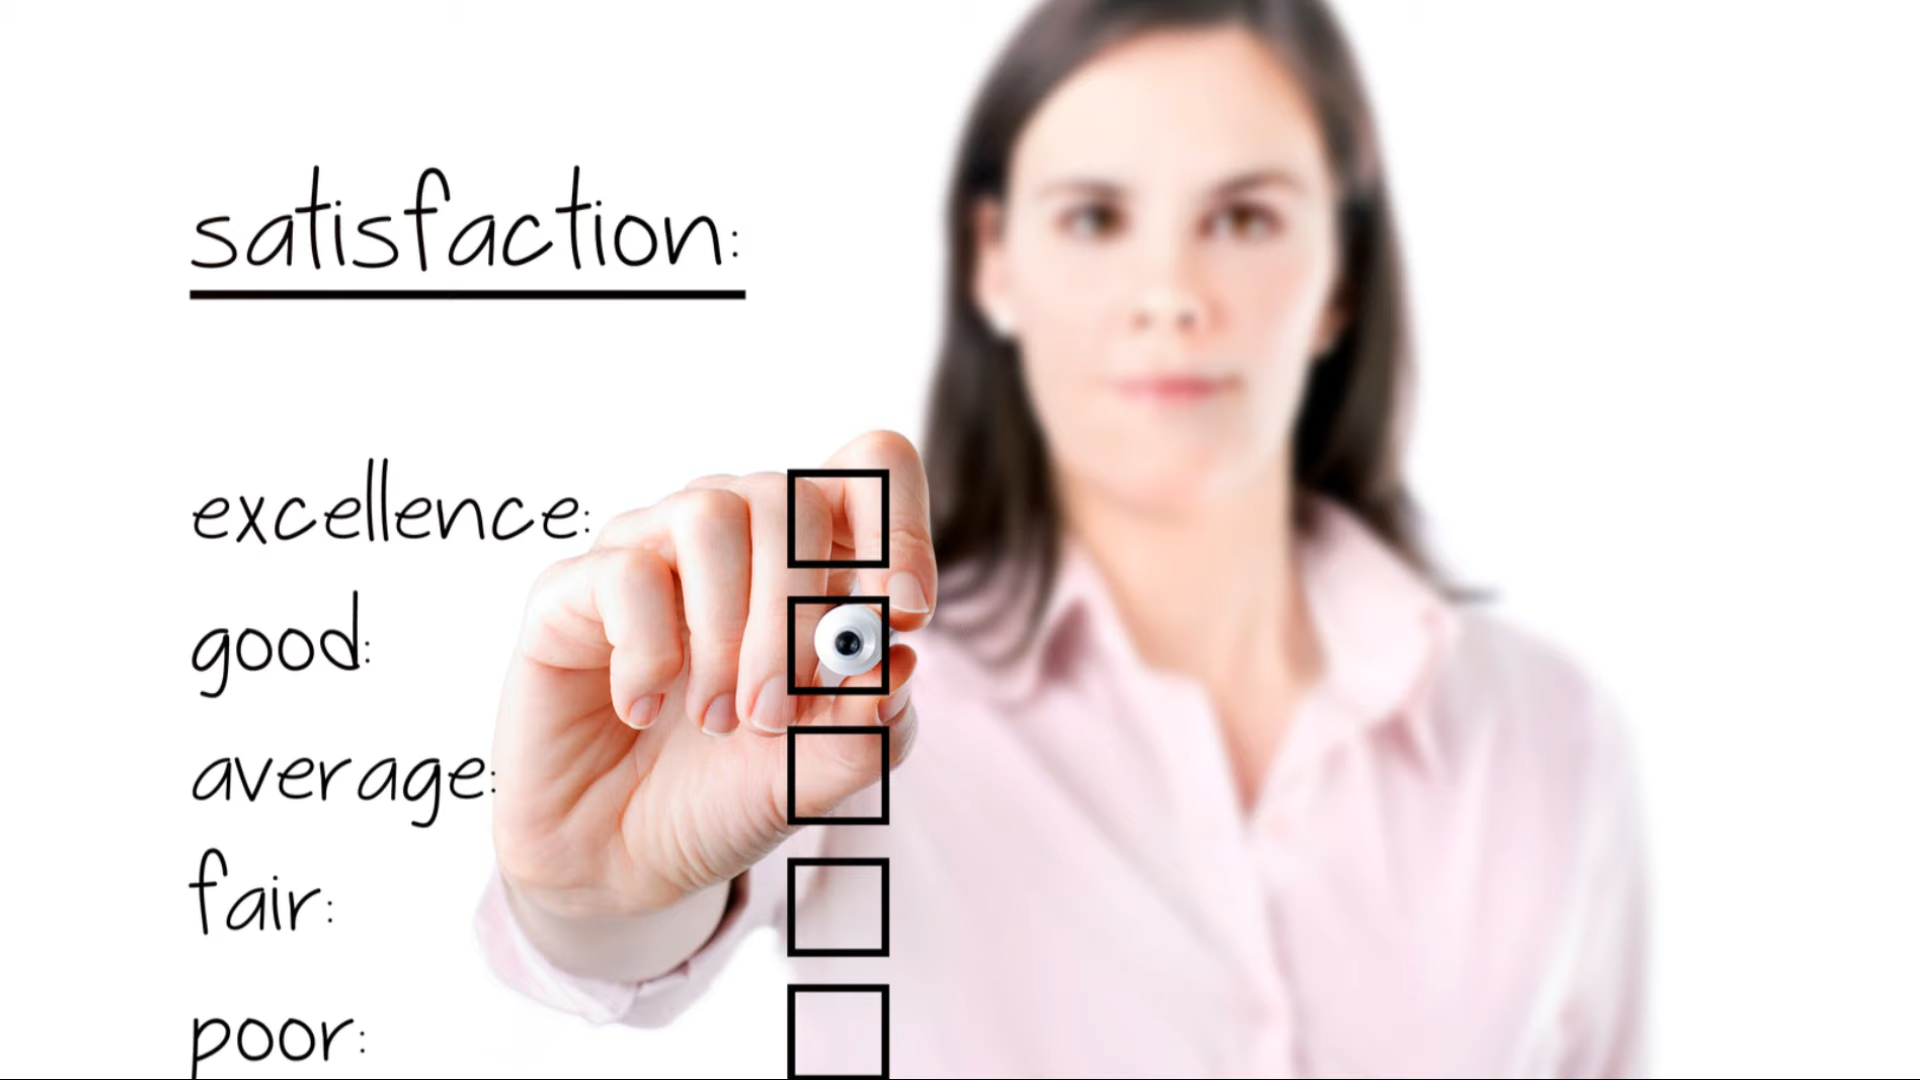 satisfaction:
excellence:
good:
average:
fair:
poor: